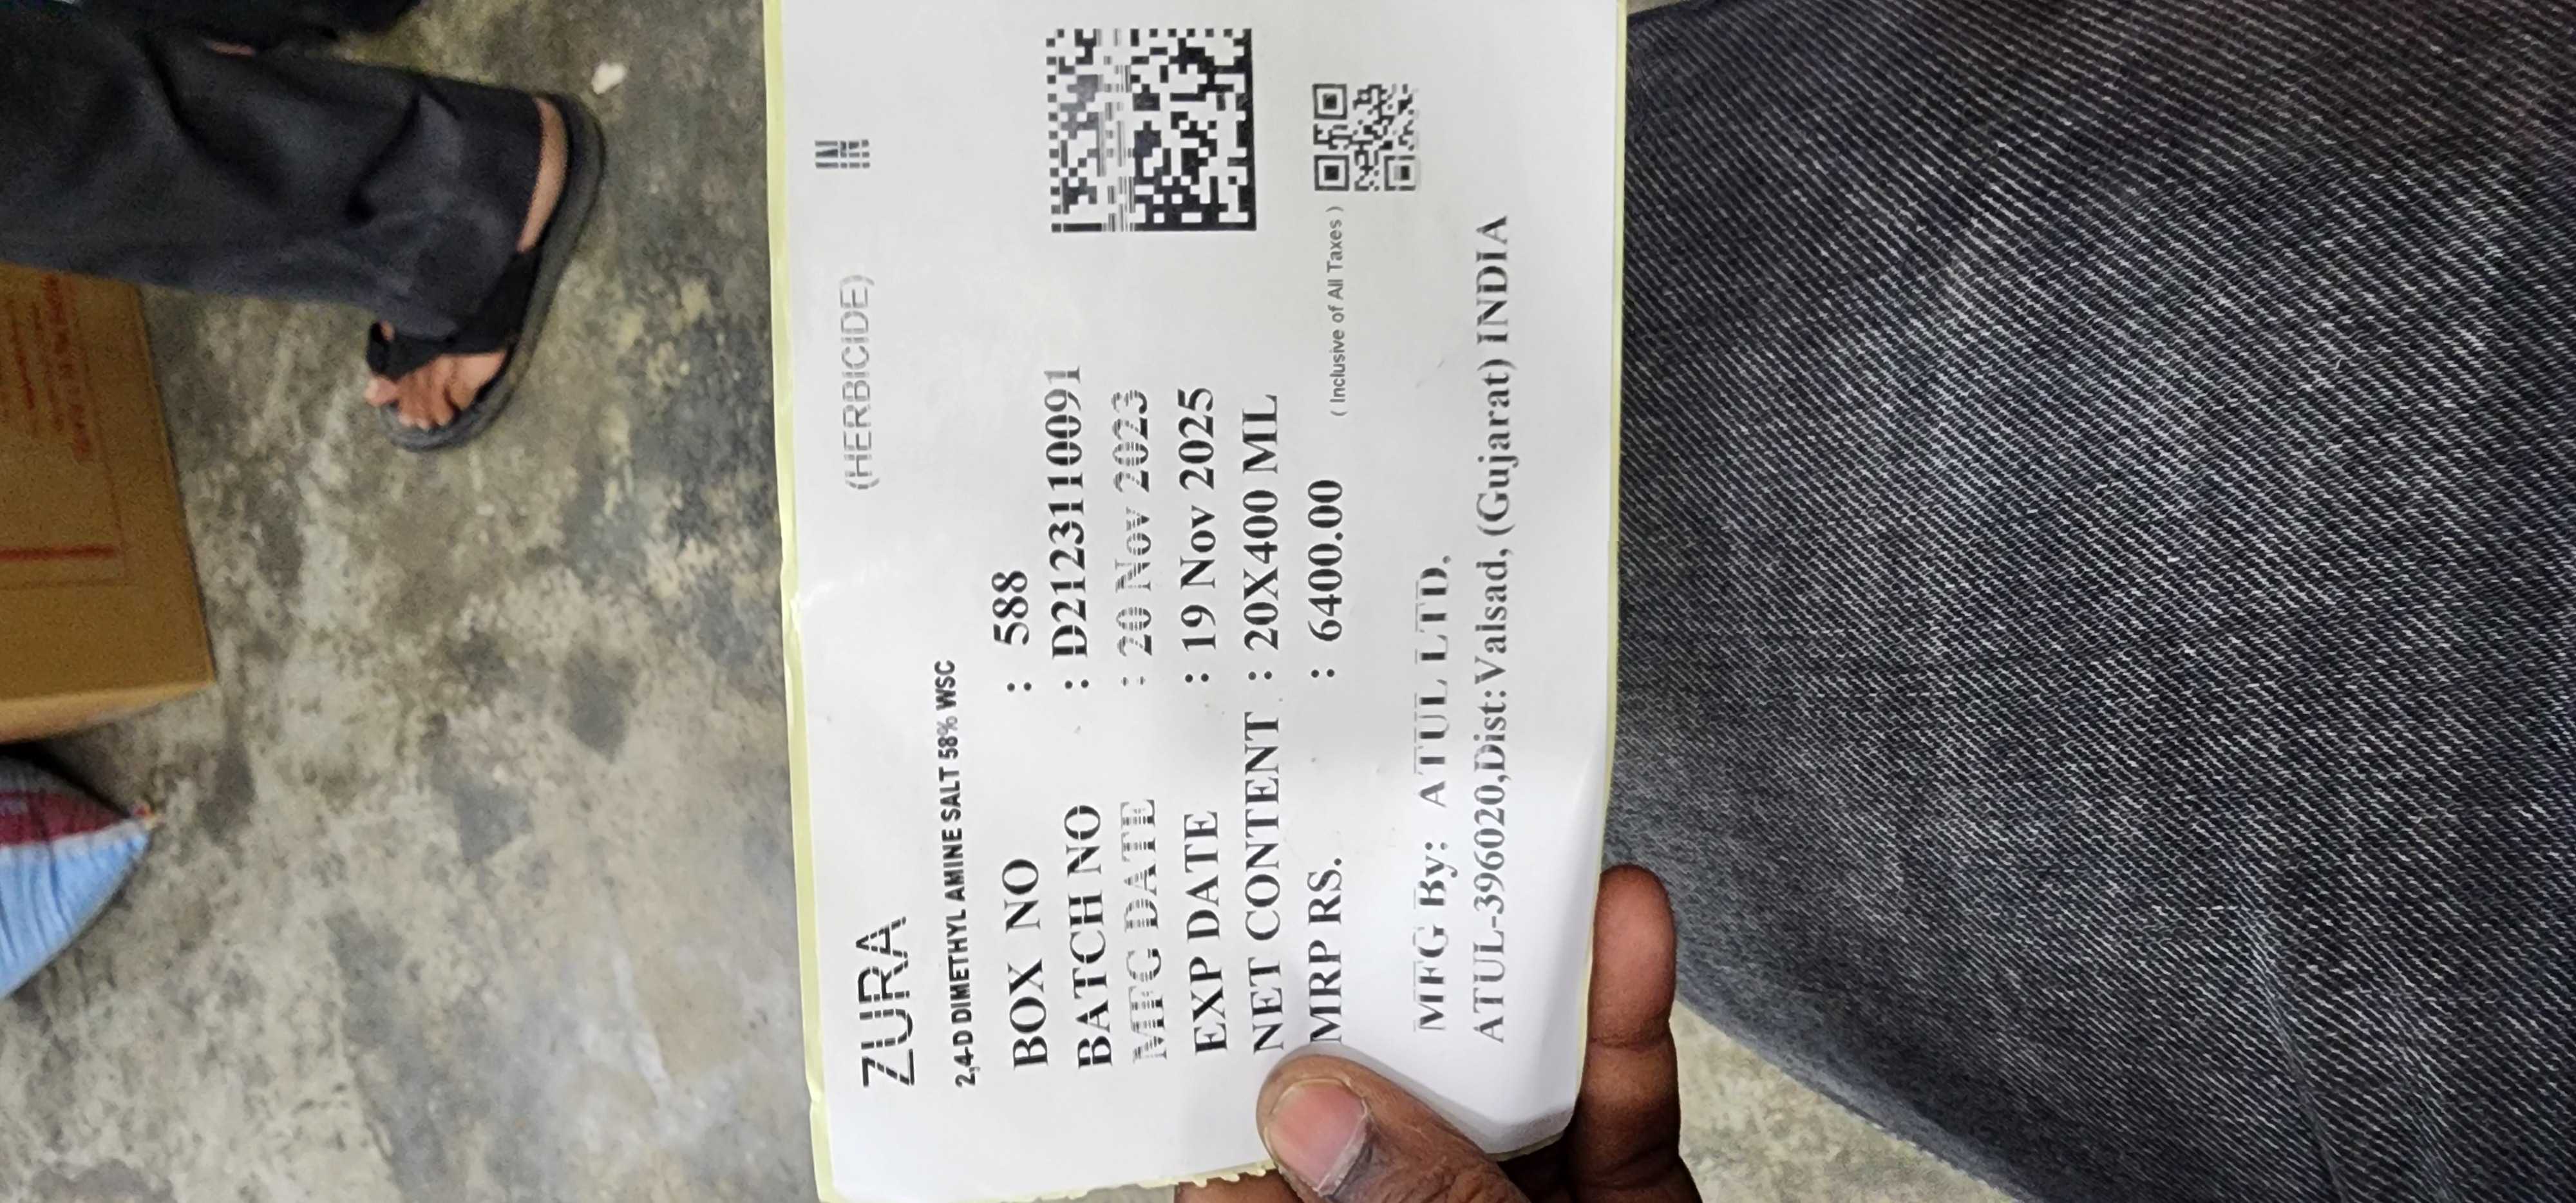 ZURA (HERBICIDE)
2,4-D DIMETHYL AMINE SALT 58% WSC
BOX NO : 588
BATCH NO : D2123110091
MFG DATE : 20 Nov 2023
EXP DATE : 19 Nov 2025
NET CONTENT : 20X400 ML
MRP RS. : 6400.00 ( Inclusive of All Taxes )
MFG By: ATUL LTD.
ATUL-396020,Dist:Valsad, (Gujarat) INDIA